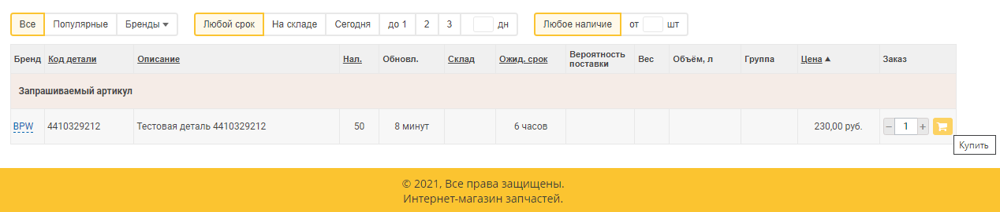 Все Популярные Бренды Любой срок На складе Сегодня до 1 2 3 дн Любое наличие от шт
Бренд Код детали Описание Нал. Обновл. Склад Ожид. срок Вероятность поставки Вес Объём, л Группа Цена Заказ
Запрашиваемый артикул
BPW 4410329212 Тестовая деталь 4410329212 50 8 минут 6 часов 230,00 руб. − 1 +
Купить
© 2021, Все права защищены.
Интернет-магазин запчастей.